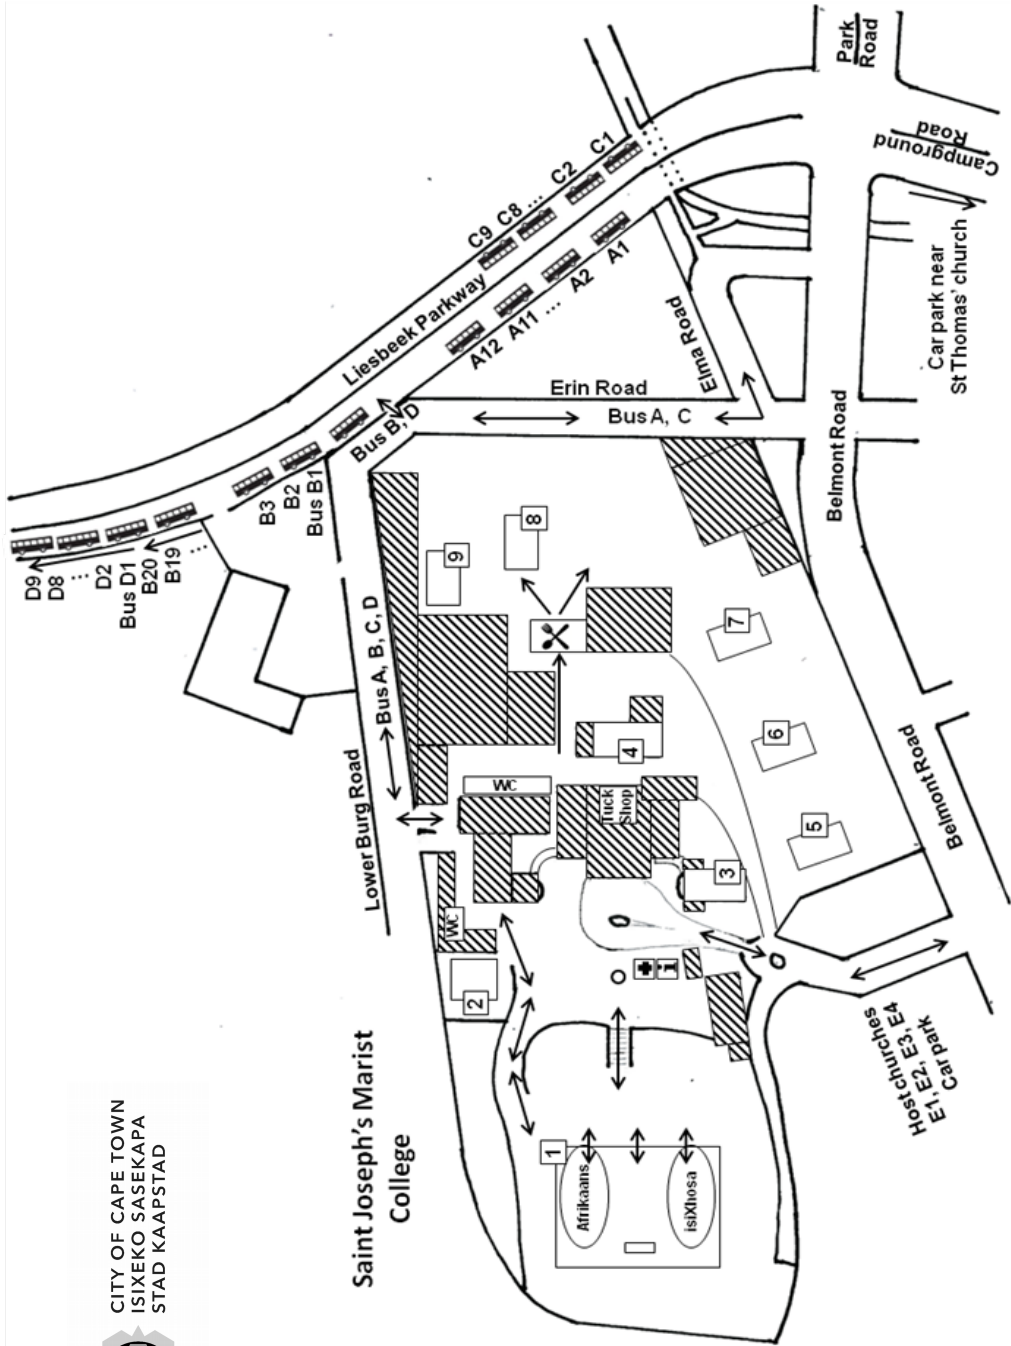 CITY OF CAPE TOWN
ISIXEKO SASEKAPA
STAD KAAPSTAD
Saint Joseph's Marist
College
D9
D8
...
D2
Bus D1
B20
B19
...
B3
B2
Bus B1
Liesbeek Parkway
C9
C8
...
C2
C1
A12
A11
...
A2
A1
Park
Road
Campground
Road
Car park near
St Thomas' church
Elma Road
Erin Road
Bus A, C
Bus B, D
Belmont Road
Lower Burg Road
Bus A, B, C, D
WC
WC
Tuck
Shop
1
Afrikaans
isiXhosa
2
3
4
5
6
7
8
9
i
Belmont Road
Host churches
E1, E2, E3, E4
Car park